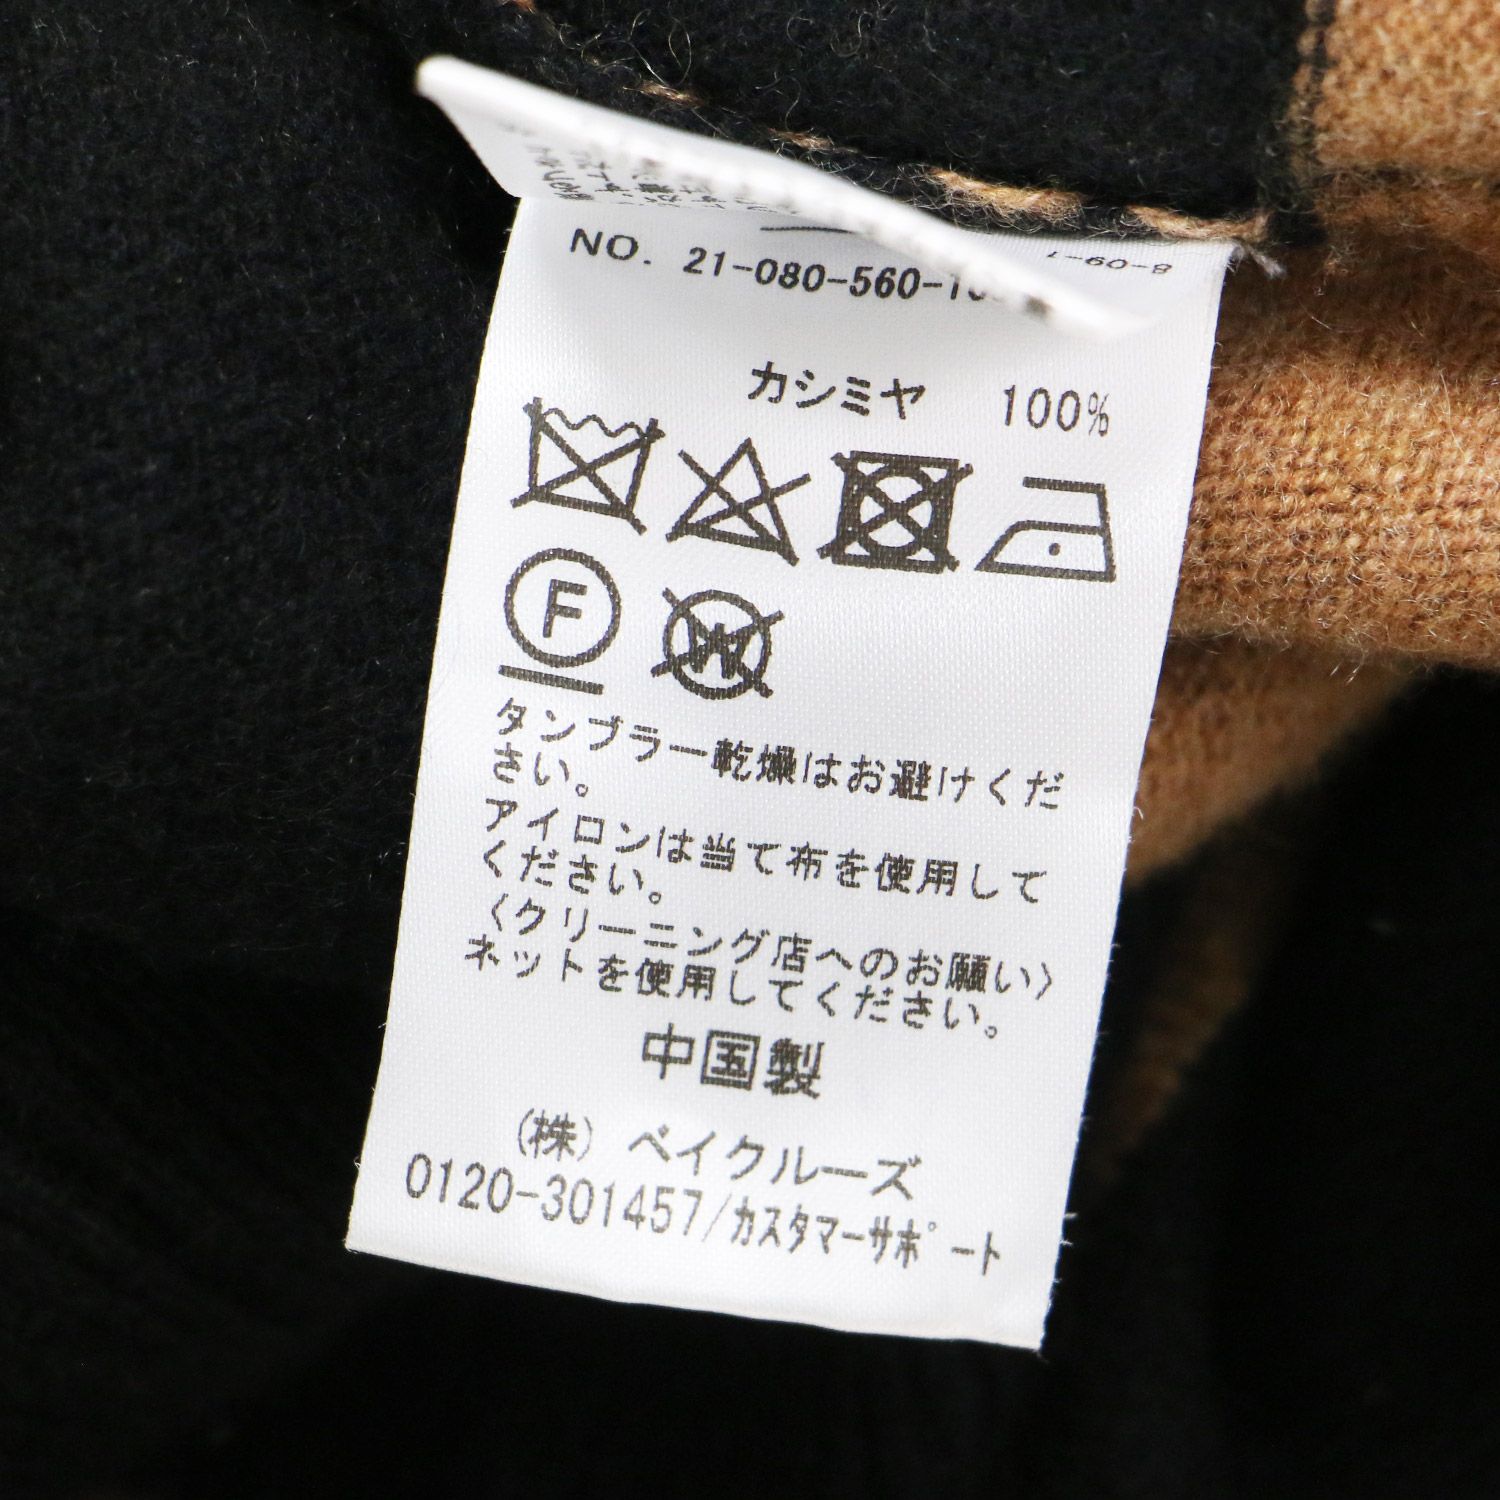 NO. 21-080-560-10
カシミヤ 100%
F
W
タンブラー乾燥はお避けくだ
さい。
アイロンは当て布を使用して
ください。
〈クリーニング店へのお願い〉
ネットを使用してください。
中国製
(株) ベイクルーズ
0120-301457/カスタマーサポート